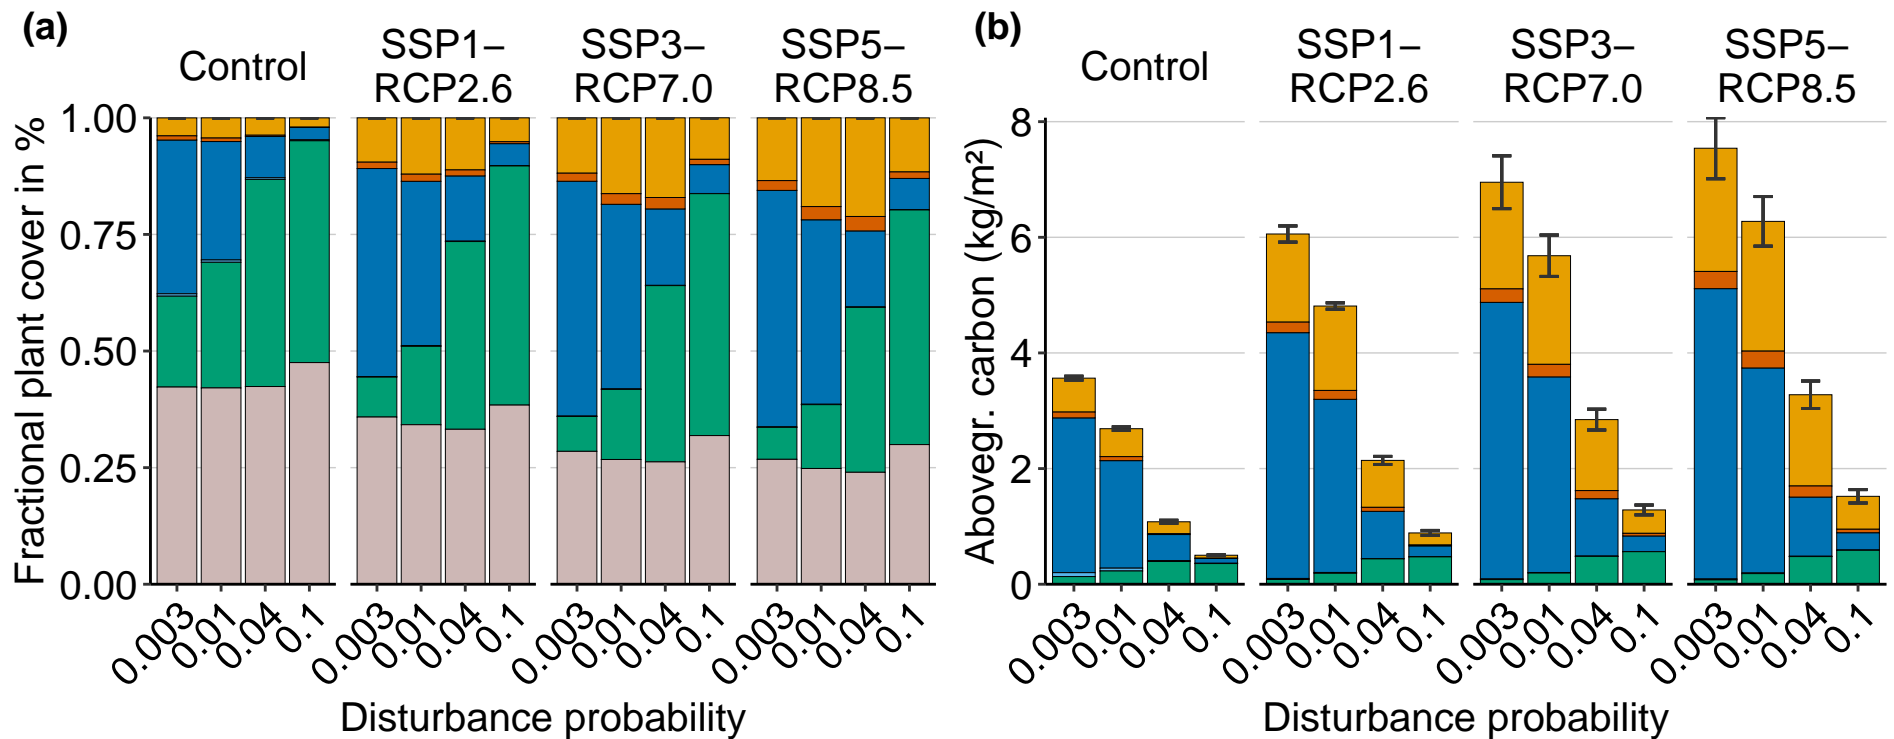 (a)
Control
SSP1–
RCP2.6
SSP3–
RCP7.0
SSP5–
RCP8.5
Fractional plant cover in %
1.00
0.75
0.50
0.25
0.00
0.003
0.01
0.04
0.1
0.003
0.01
0.04
0.1
0.003
0.01
0.04
0.1
0.003
0.01
0.04
0.1
Disturbance probability
(b)
Control
SSP1–
RCP2.6
SSP3–
RCP7.0
SSP5–
RCP8.5
Abovegr. carbon (kg/m²)
8
6
4
2
0
0.003
0.01
0.04
0.1
0.003
0.01
0.04
0.1
0.003
0.01
0.04
0.1
0.003
0.01
0.04
0.1
Disturbance probability